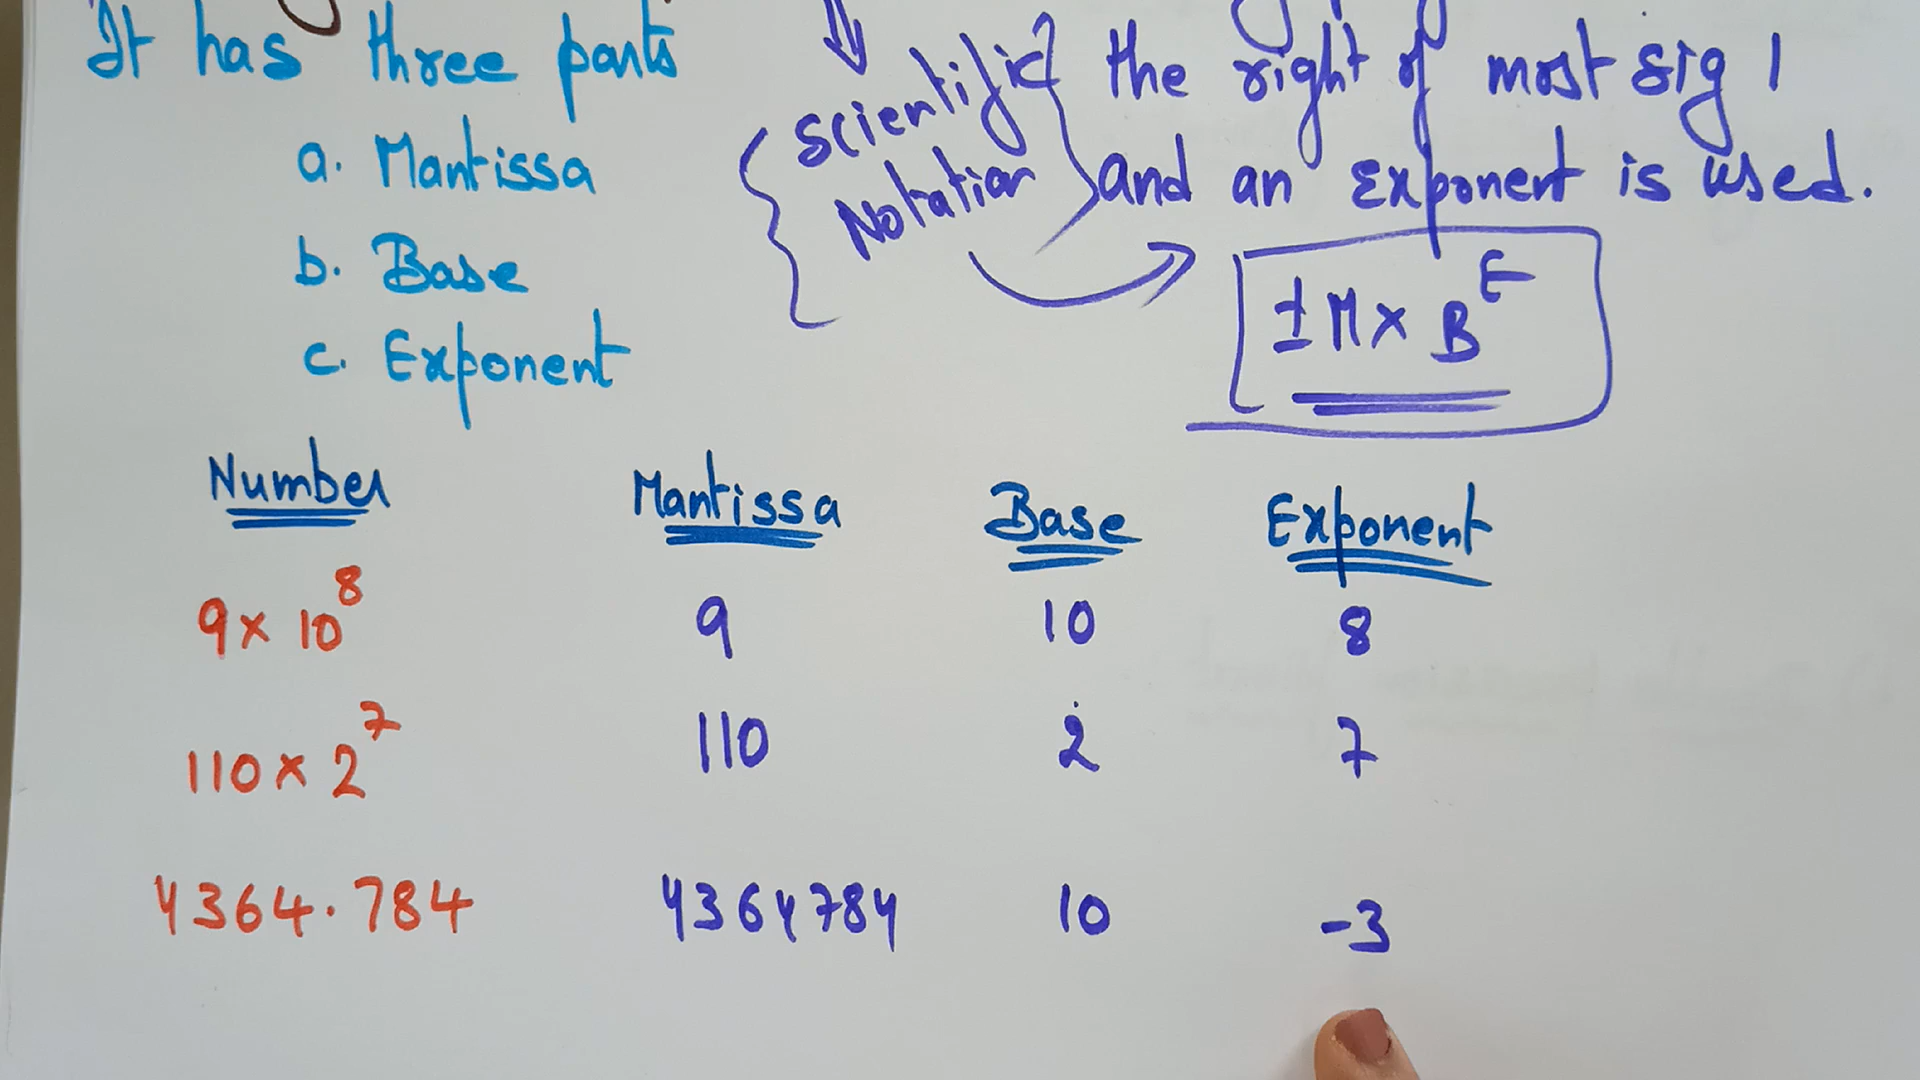 It has three parts
a. Mantissa
b. Base
c. Exponent
Scientific
Notation
the right of most sig 1
and an Exponent is used.
±M× B^E
Number Mantissa Base Exponent
9× 10^8 9 10 8
110× 2^7 110 2 7
4364.784 4364784 10 -3